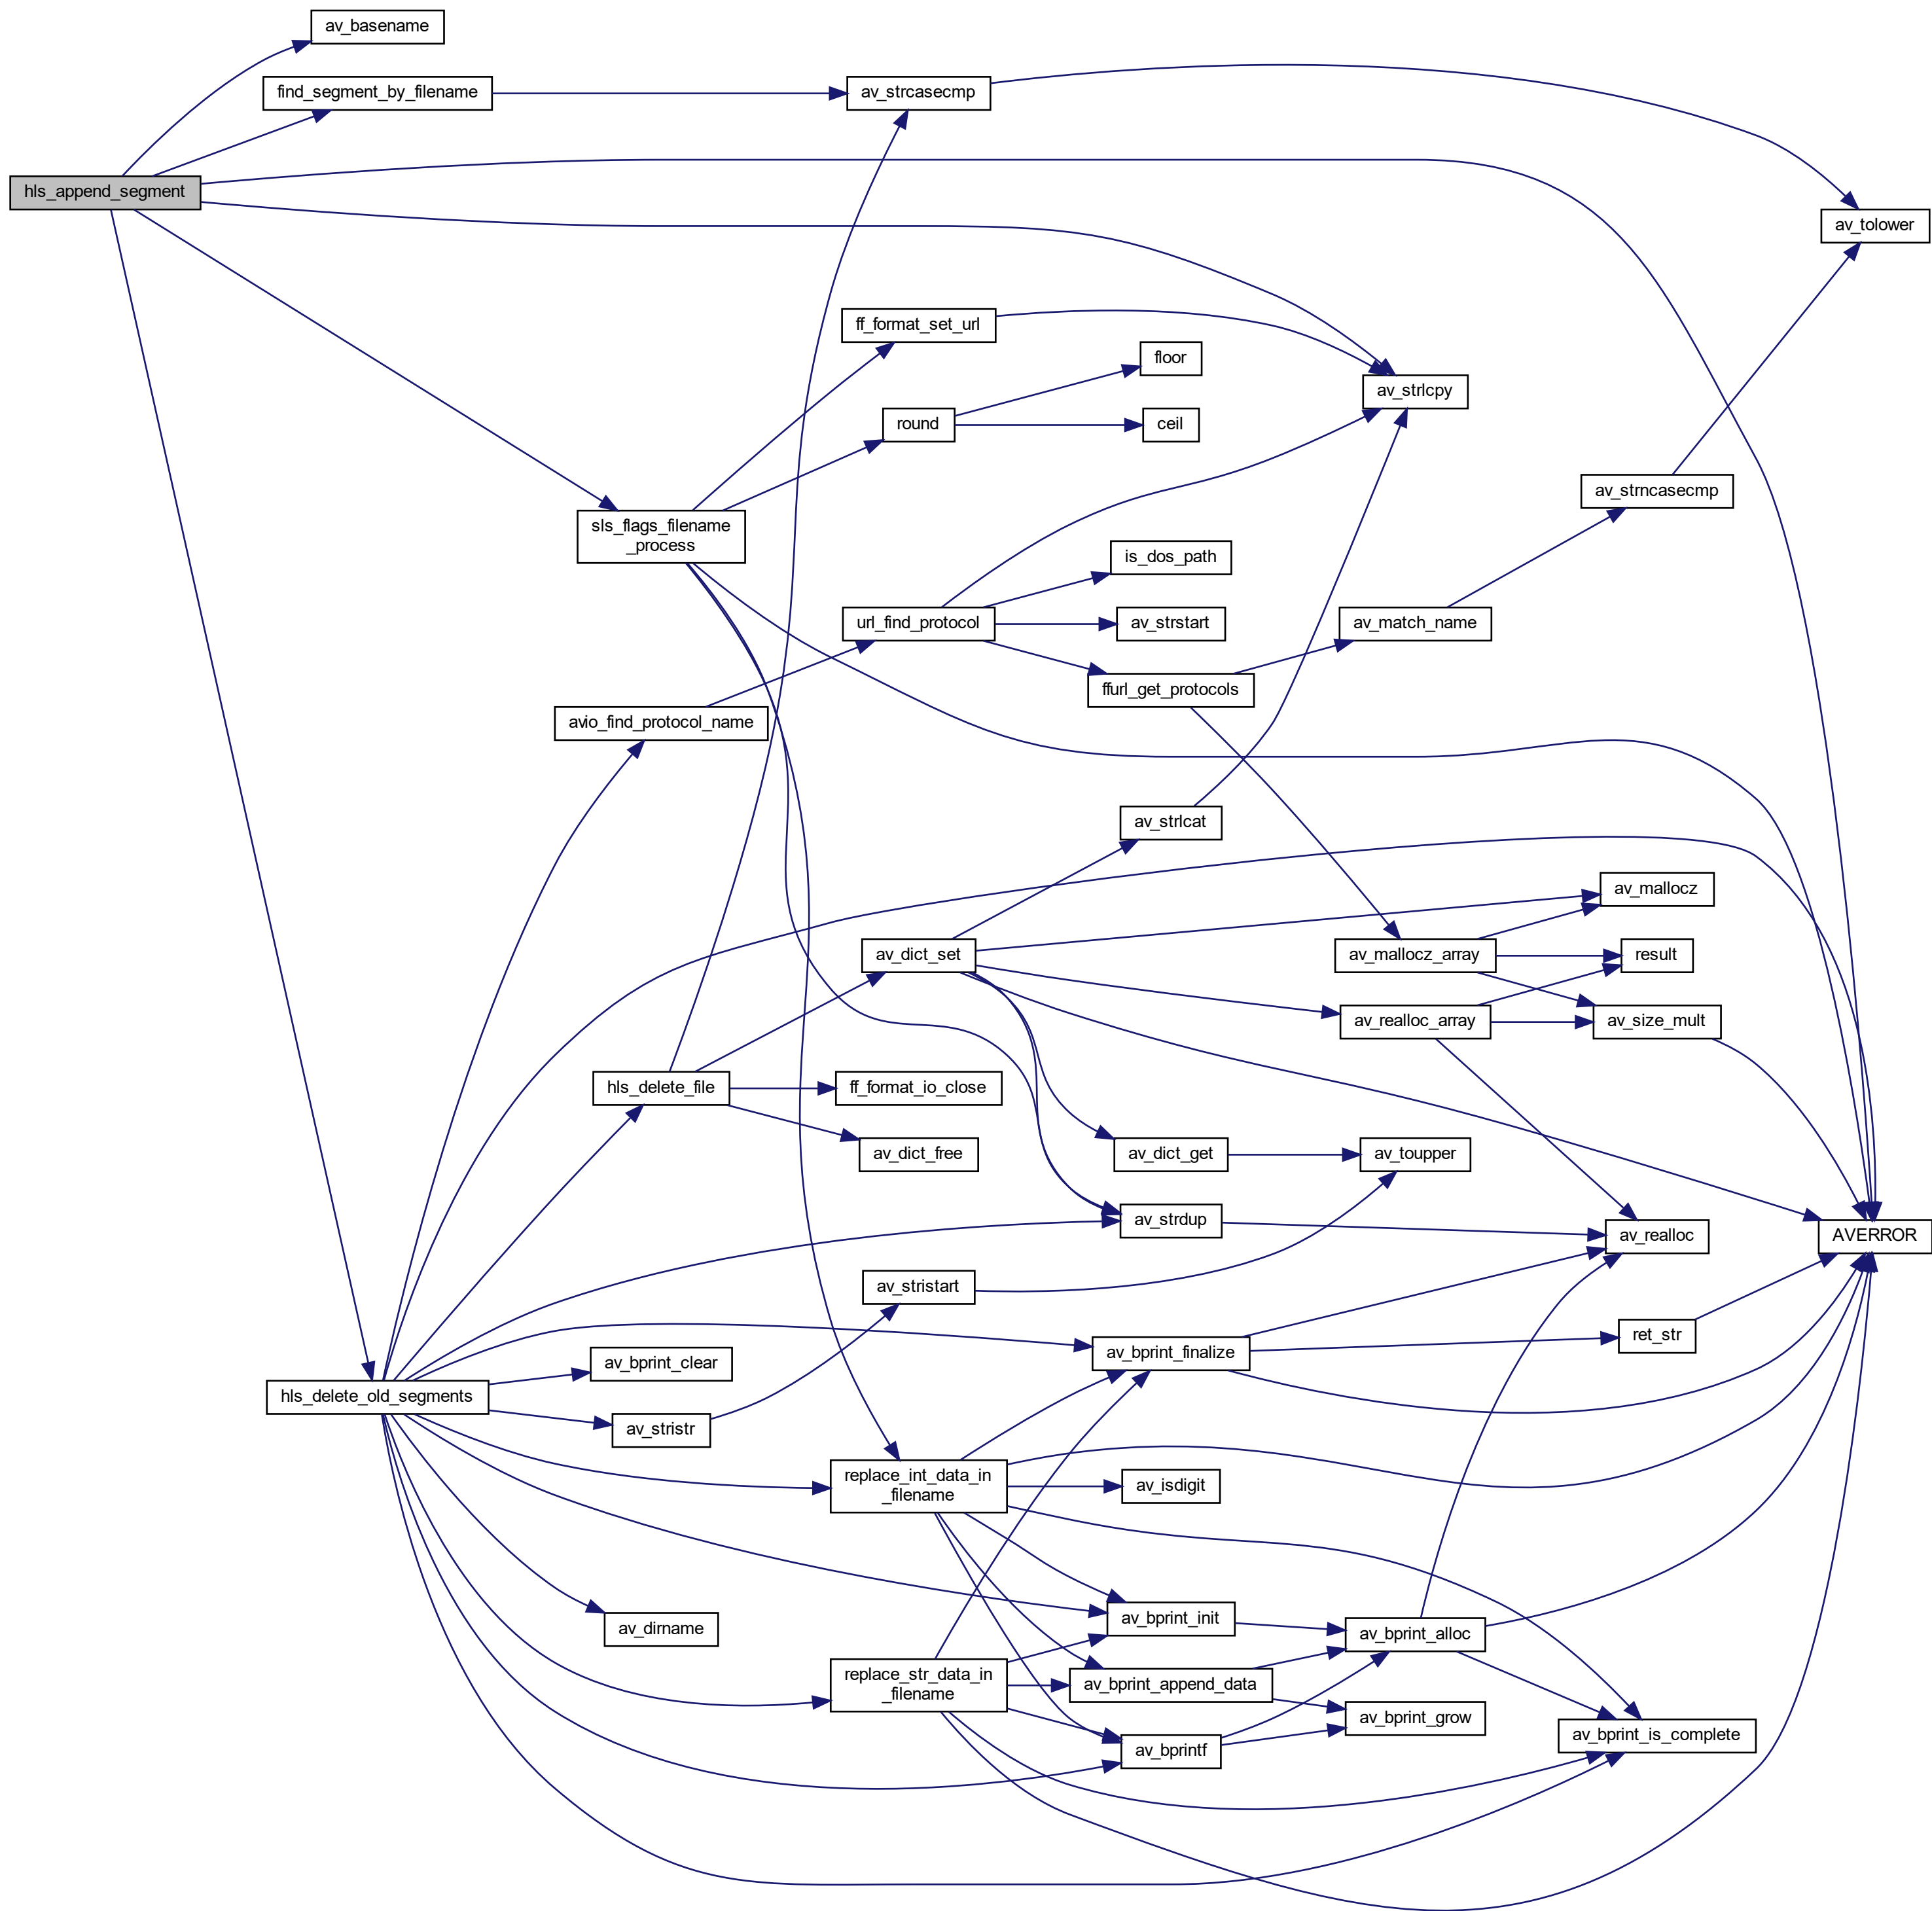 av_basename
find_segment_by_filename
av_strcasecmp
hls_append_segment
av_tolower
ff_format_set_url
floor
av_strlcpy
round
ceil
av_strncasecmp
sls_flags_filename
_process
is_dos_path
url_find_protocol
av_strstart
av_match_name
ffurl_get_protocols
avio_find_protocol_name
av_strlcat
av_mallocz
av_dict_set
av_mallocz_array
result
av_realloc_array
av_size_mult
hls_delete_file
ff_format_io_close
av_dict_free
av_dict_get
av_toupper
av_strdup
av_realloc
AVERROR
av_stristart
ret_str
av_bprint_finalize
av_bprint_clear
hls_delete_old_segments
av_stristr
replace_int_data_in
_filename
av_isdigit
av_bprint_init
av_dirname
av_bprint_alloc
replace_str_data_in
_filename
av_bprint_append_data
av_bprint_grow
av_bprintf
av_bprint_is_complete